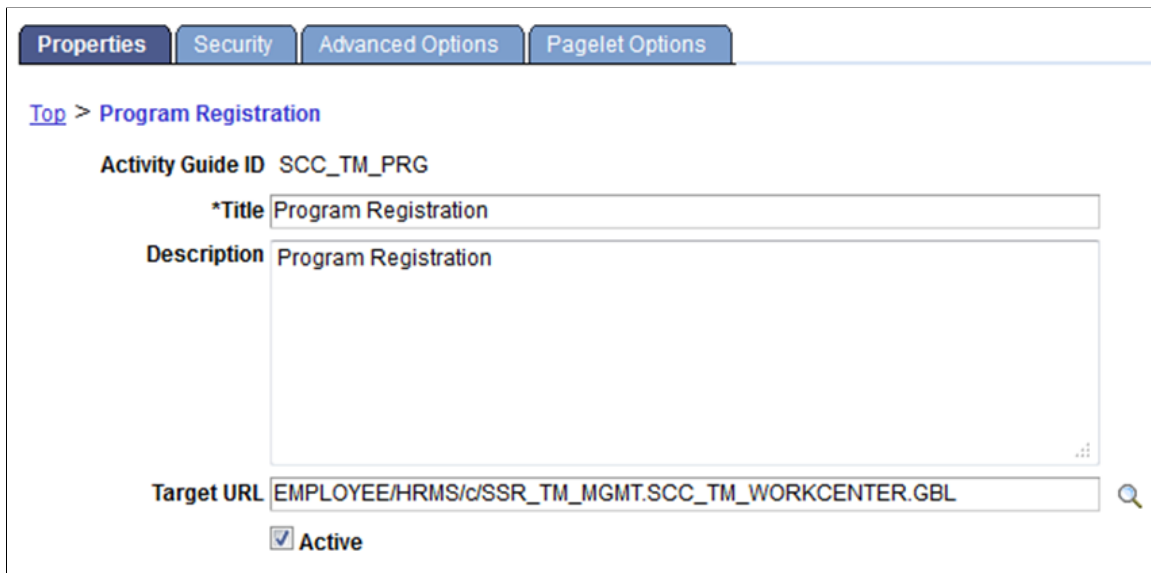 Properties Security Advanced Options Pagelet Options
Top > Program Registration
Activity Guide ID SCC_TM_PRG
*Title Program Registration
Description Program Registration
Target URL EMPLOYEE/HRMS/c/SSR_TM_MGMT.SCC_TM_WORKCENTER.GBL
Active